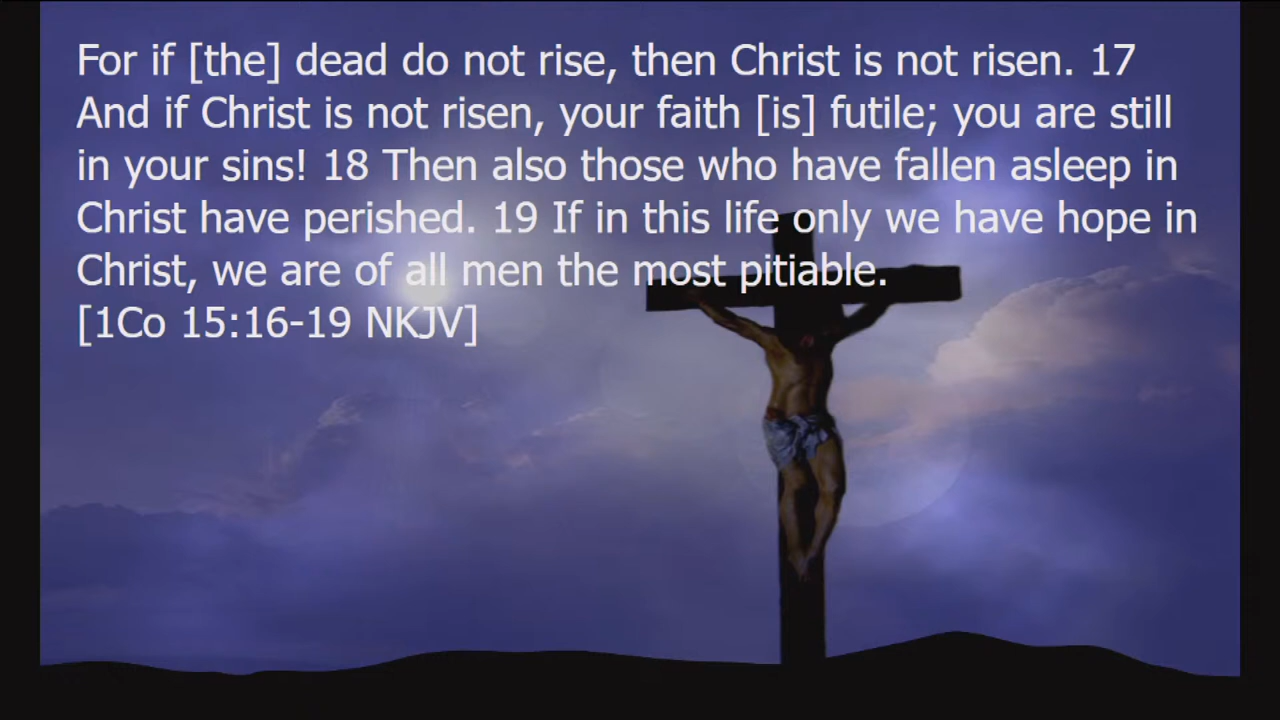 For if [the] dead do not rise, then Christ is not risen. 17
And if Christ is not risen, your faith [is] futile; you are still
in your sins! 18 Then also those who have fallen asleep in
Christ have perished. 19 If in this life only we have hope in
Christ, we are of all men the most pitiable.
[1Co 15:16-19 NKJV]